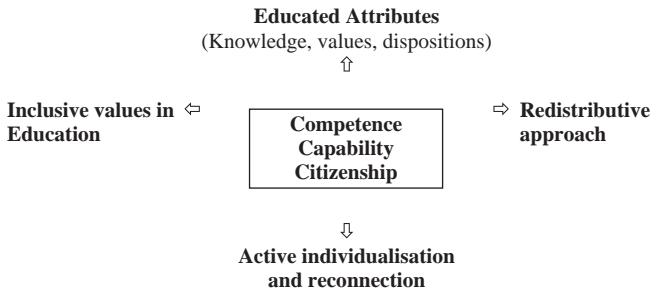 Educated Attributes
(Knowledge, values, dispositions)
⇧
Inclusive values in ⇦
Education
Competence
Capability
Citizenship
⇨ Redistributive
approach
⇩
Active individualisation
and reconnection